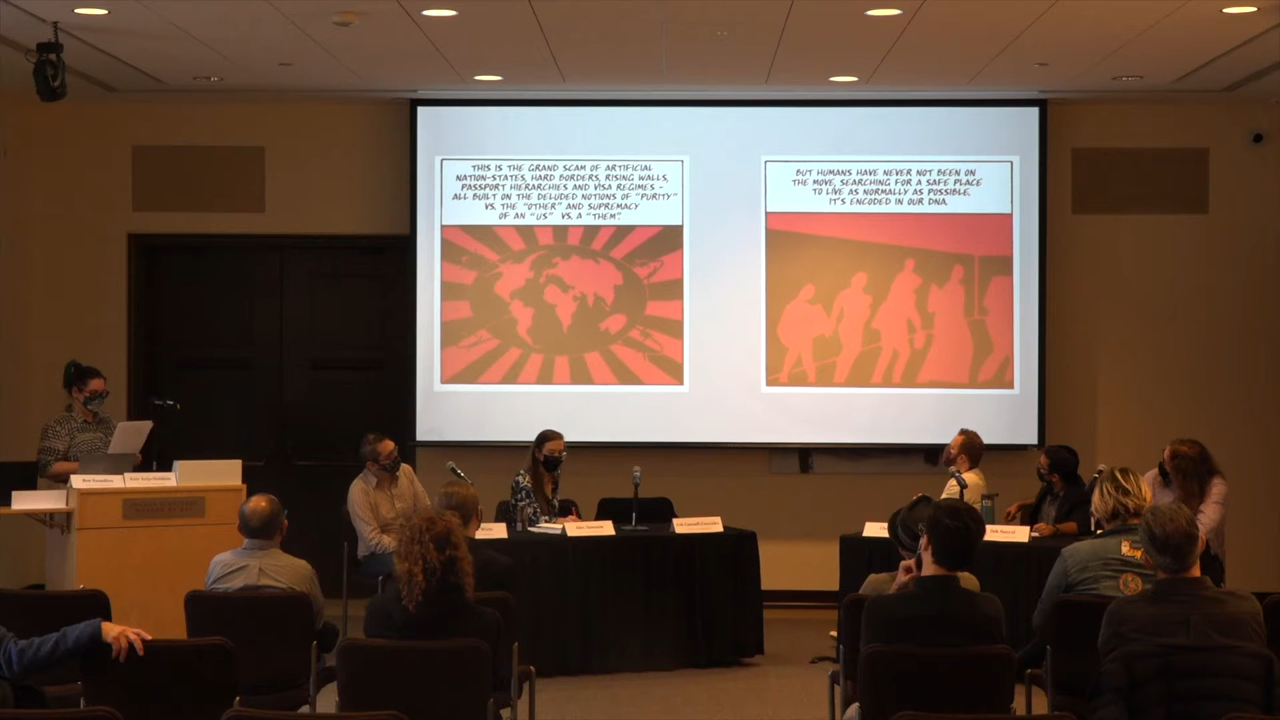 THIS IS THE GRAND SCAM OF ARTIFICIAL
NATION-STATES, HARD BORDERS, RISING WALLS,
PASSPORT HIERARCHIES AND VISA REGIMES -
ALL BUILT ON THE DELUDED NOTIONS OF "PURITY"
VS. THE "OTHER" AND SUPREMACY
OF AN "US" VS. A "THEM".
BUT HUMANS HAVE NEVER NOT BEEN ON
THE MOVE, SEARCHING FOR A SAFE PLACE
TO LIVE AS NORMALLY AS POSSIBLE.
IT'S ENCODED IN OUR DNA.